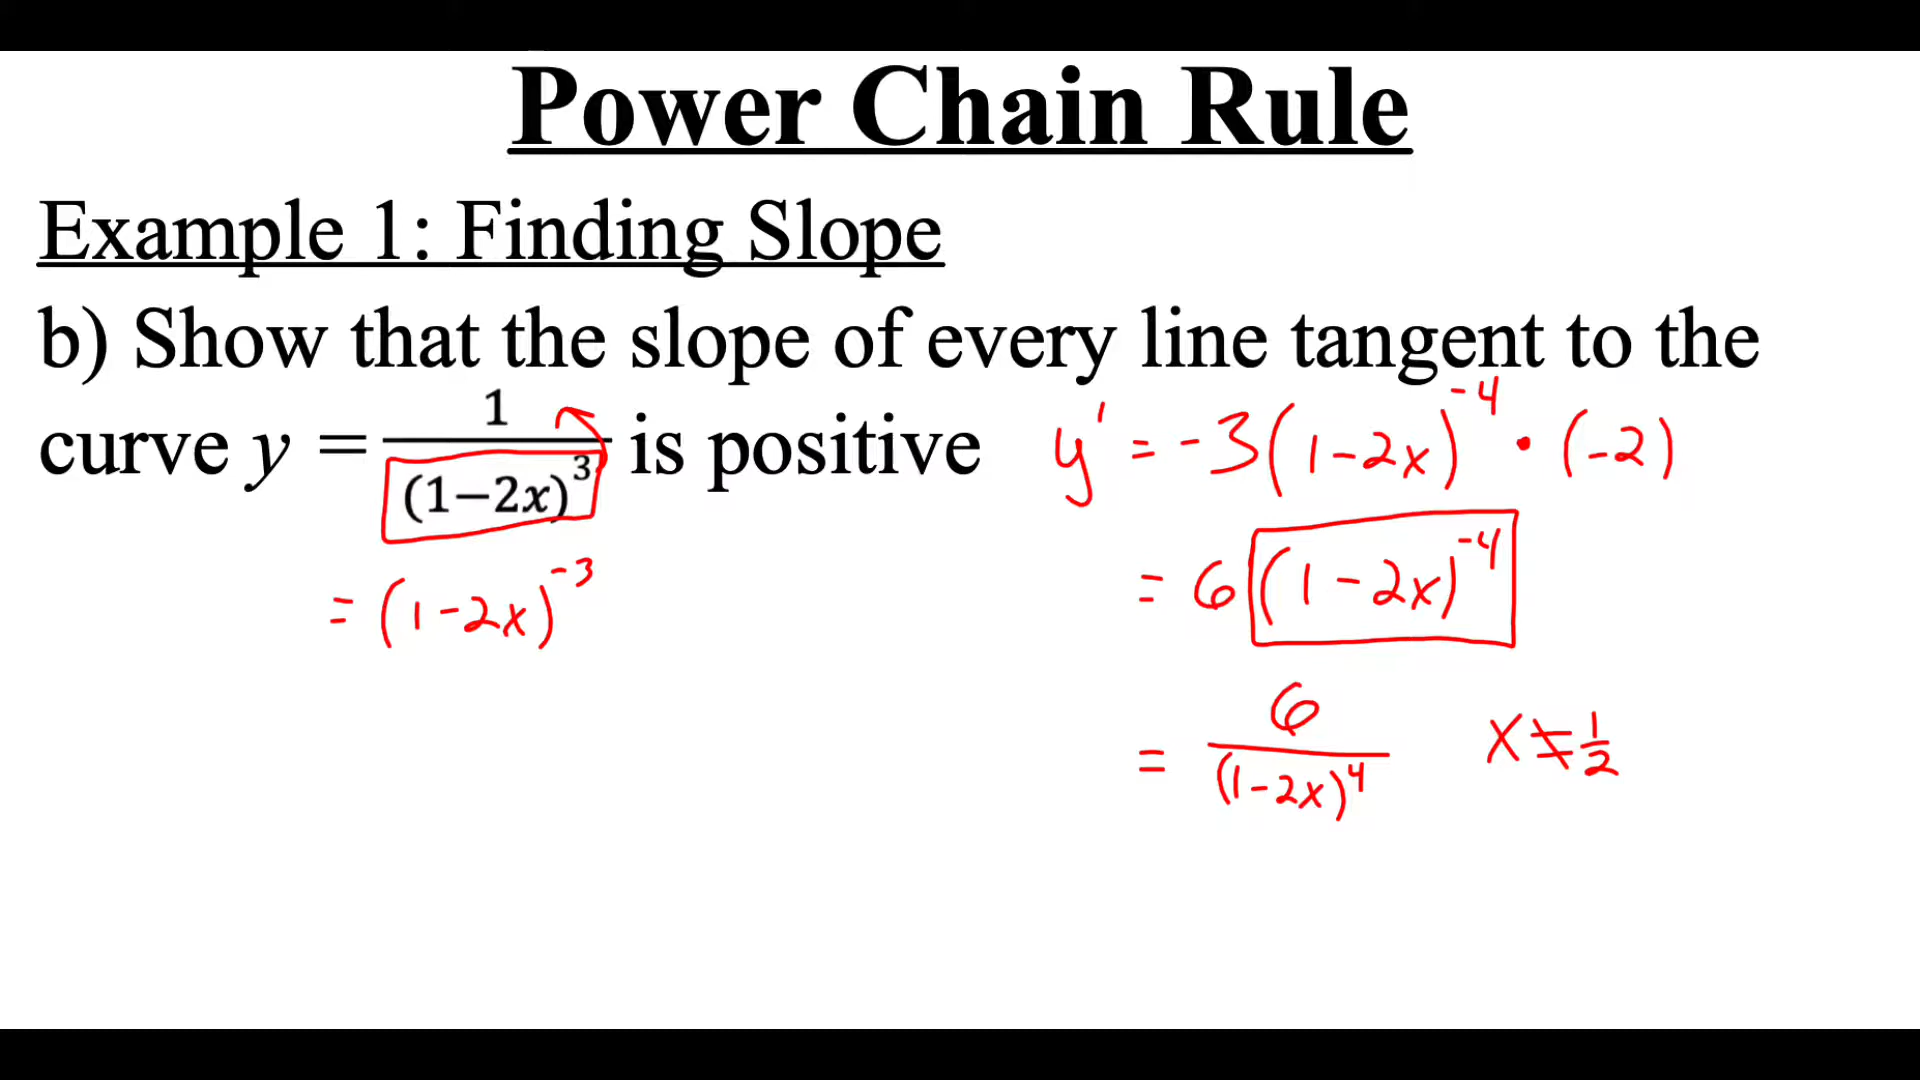 Power Chain Rule
Example 1: Finding Slope
b) Show that the slope of every line tangent to the
curve y = 1/(1−2x)³ is positive
= (1-2x)⁻³
y' = -3(1-2x)⁻⁴ • (-2)
= 6(1-2x)⁻⁴
= 6/(1-2x)⁴ x≠1/2